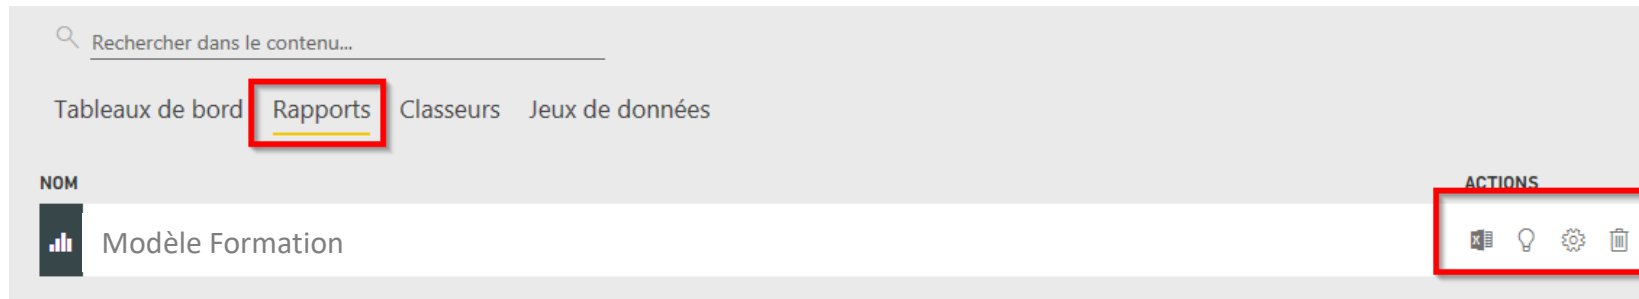 Rechercher dans le contenu...
Tableaux de bord Rapports Classeurs Jeux de données
NOM ACTIONS
Modèle Formation